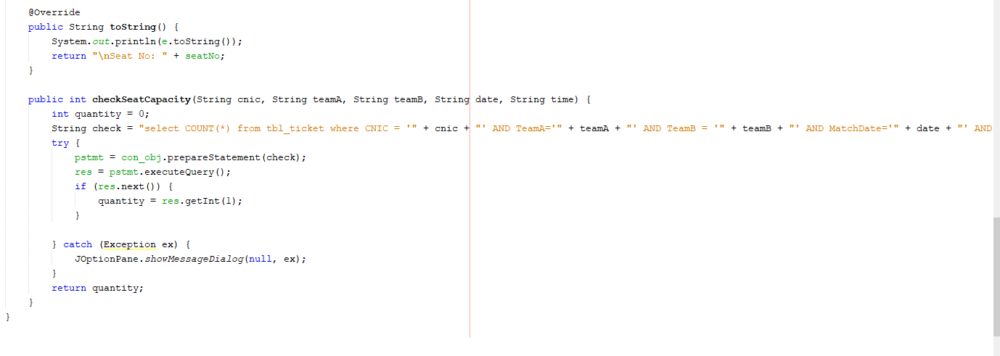 @Override
public String toString() {
System.out.println(e.toString());
return "\nSeat No: " + seatNo;
}
public int checkSeatCapacity(String cnic, String teamA, String teamB, String date, String time) {
int quantity = 0;
String check = "select COUNT(*) from tbl_ticket where CNIC = '" + cnic + "' AND TeamA='" + teamA + "' AND TeamB = '" + teamB + "' AND MatchDate='" + date + "' AND
try {
pstmt = con_obj.prepareStatement(check);
res = pstmt.executeQuery();
if (res.next()) {
quantity = res.getInt(1);
}
} catch (Exception ex) {
JOptionPane.showMessageDialog(null, ex);
}
return quantity;
}
}